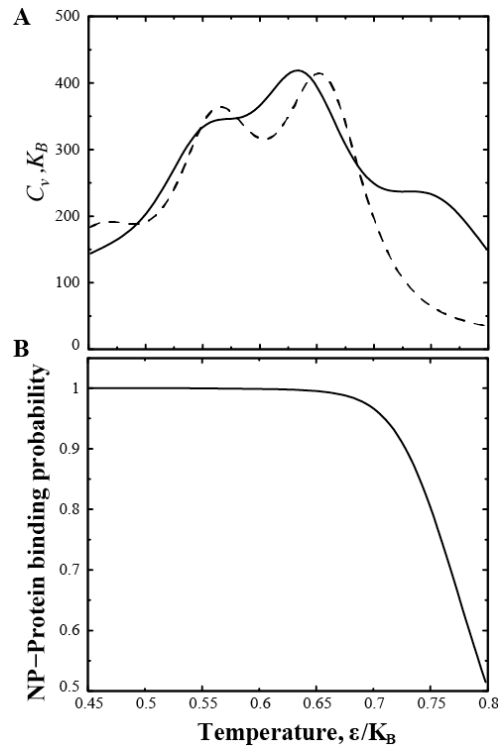 A
500
400
300
200
100
0
C_v ,K_B
B
1
0.9
0.8
0.7
0.6
0.5
NP–Protein binding probability
0.45 0.5 0.55 0.6 0.65 0.7 0.75 0.8
Temperature, ε/K_B